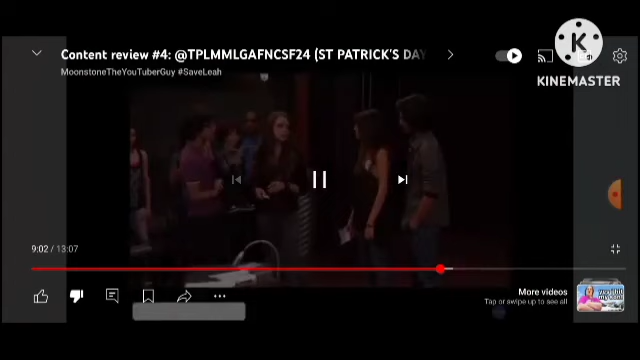 Content review #4: @TPLMMLGAFNCSF24 (ST PATRICK'S DAY
MoonstoneTheYouTuberGuy #SaveLeah
K
KINEMASTER
9:02 / 13:07
More videos
Tap or swipe up to see all